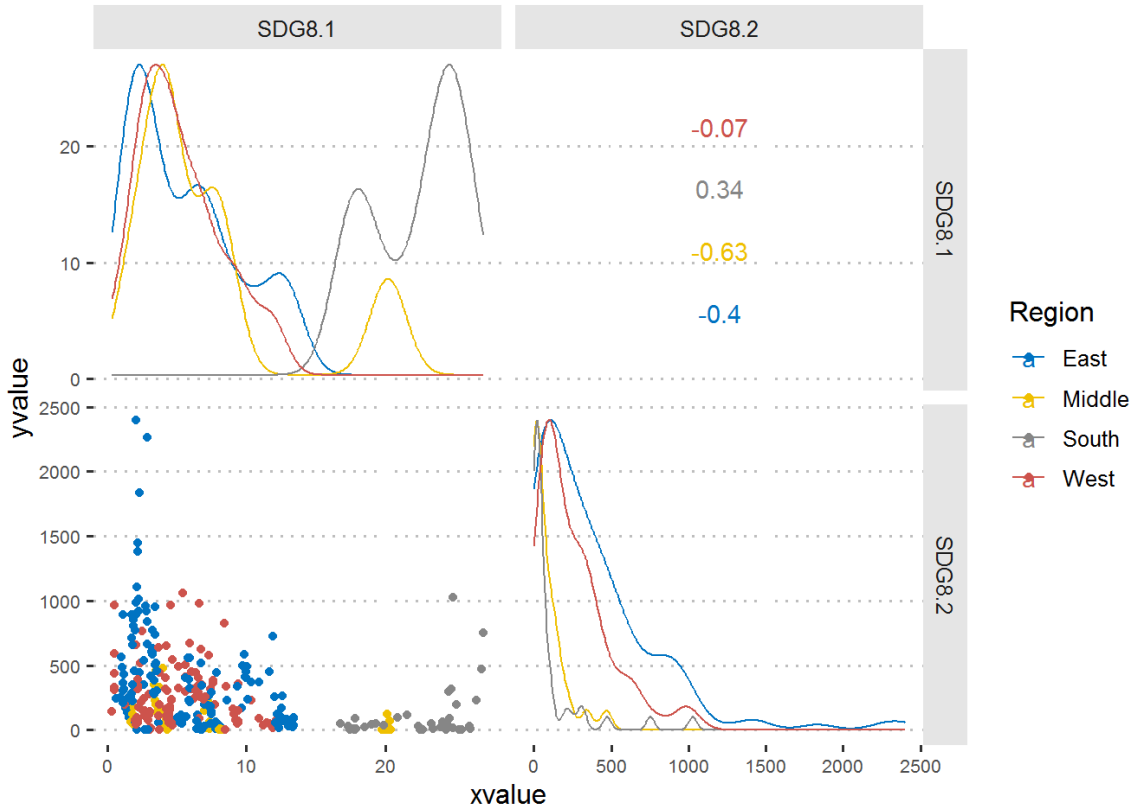 SDG8.1 SDG8.2
20
10
0
SDG8.1
-0.07
0.34
-0.63
-0.4
yvalue
2500
2000
1500
1000
500
0
SDG8.2
0 10 20
0 500 1000 1500 2000 2500
xvalue
Region
a East
a Middle
a South
a West